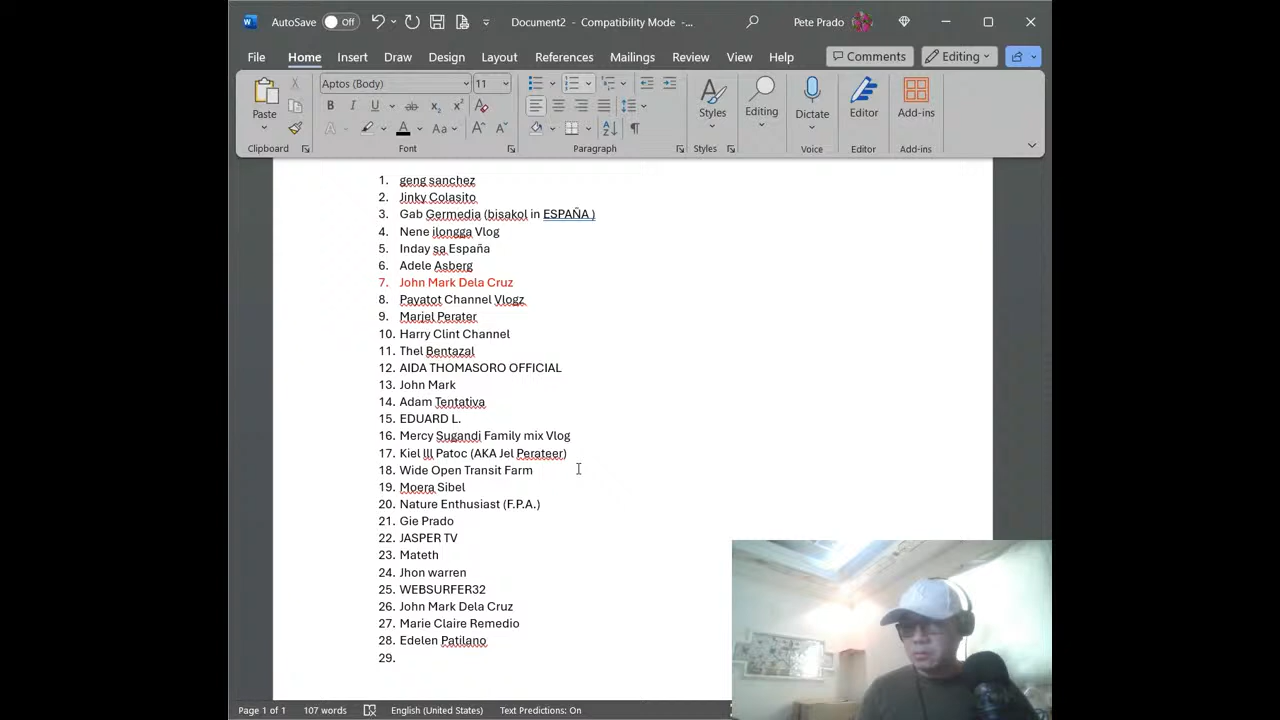 AutoSave Off Document2 - Compatibility Mode -... Pete Prado
File Home Insert Draw Design Layout References Mailings Review View Help Comments Editing
Paste Aptos (Body) 11 Styles Editing Dictate Editor Add-ins
Clipboard Font Paragraph Styles Voice Editor Add-ins
1. geng sanchez
2. Jinky Colasito
3. Gab Germedia (bisakol in ESPAÑA )
4. Nene ilongga Vlog
5. Inday sa España
6. Adele Asberg
7. John Mark Dela Cruz
8. Payatot Channel Vlogz
9. Marjel Perater
10. Harry Clint Channel
11. Thel Bentazal
12. AIDA THOMASORO OFFICIAL
13. John Mark
14. Adam Tentativa
15. EDUARD L.
16. Mercy Sugandi Family mix Vlog
17. Kiel lll Patoc (AKA Jel Perateer)
18. Wide Open Transit Farm
19. Moera Sibel
20. Nature Enthusiast (F.P.A.)
21. Gie Prado
22. JASPER TV
23. Mateth
24. Jhon warren
25. WEBSURFER32
26. John Mark Dela Cruz
27. Marie Claire Remedio
28. Edelen Patilano
29.
Page 1 of 1 107 words English (United States) Text Predictions: On